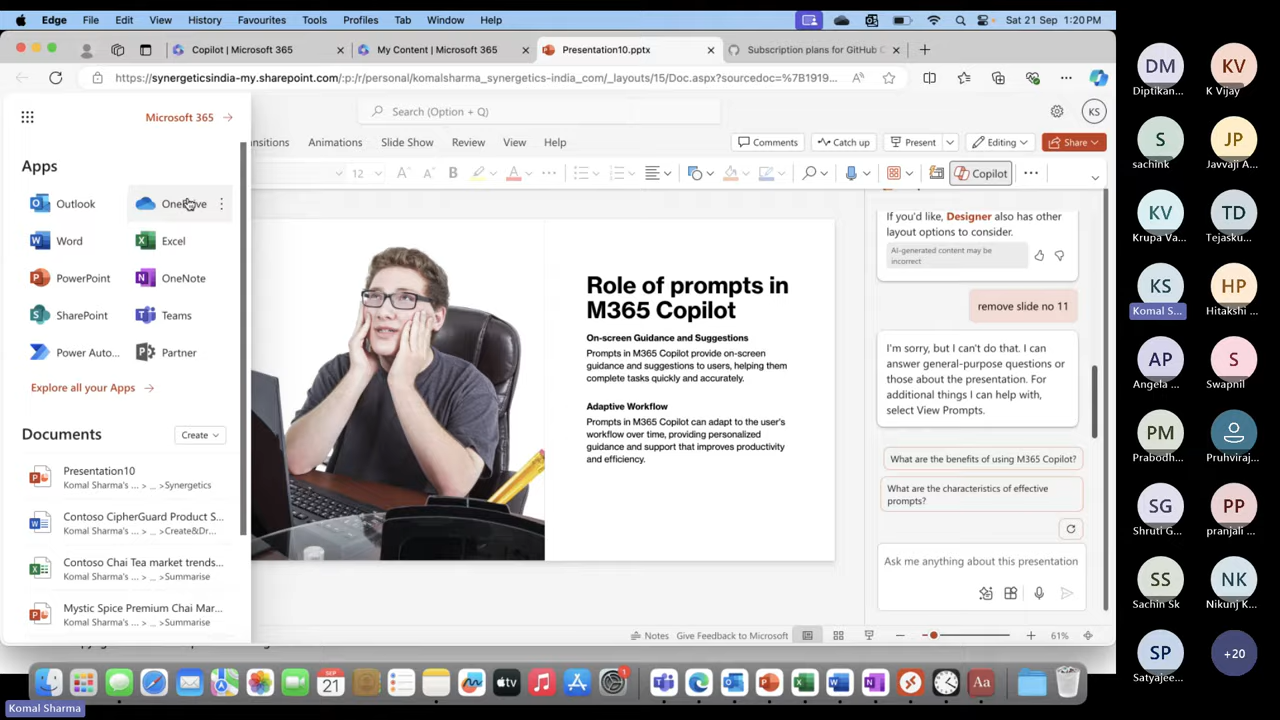 Edge File Edit View History Favourites Tools Profiles Tab Window Help Sat 21 Sep 1:20 PM
Copilot | Microsoft 365
My Content | Microsoft 365
Presentation10.pptx
Subscription plans for GitHub C
https://synergeticsindia-my.sharepoint.com/:p:/r/personal/komalsharma_synergetics-india_com/_layouts/15/Doc.aspx?sourcedoc=%7B1919...
Microsoft 365
Search (Option + Q)
KS
Animations Slide Show Review View Help
Comments Catch up Present Editing Share
12
Copilot
Apps
Outlook
OneDrive
Word
Excel
PowerPoint
OneNote
SharePoint
Teams
Power Auto...
Partner
Explore all your Apps
Documents
Create
Presentation10
Komal Sharma's ... > ... >Synergetics
Contoso CipherGuard Product S...
Komal Sharma's ... > ... >Create&Dr...
Contoso Chai Tea market trends...
Komal Sharma's ... > ... >Summarise
Mystic Spice Premium Chai Mar...
Komal Sharma's ... > ... >Summarise
Role of prompts in
M365 Copilot
On-screen Guidance and Suggestions
Prompts in M365 Copilot provide on-screen
guidance and suggestions to users, helping them
complete tasks quickly and accurately.
Adaptive Workflow
Prompts in M365 Copilot can adapt to the user's
workflow over time, providing personalized
guidance and support that improves productivity
and efficiency.
If you'd like, Designer also has other
layout options to consider.
AI-generated content may be
incorrect
remove slide no 11
I'm sorry, but I can't do that. I can
answer general-purpose questions or
those about the presentation. For
additional things I can help with,
select View Prompts.
What are the benefits of using M365 Copilot?
What are the characteristics of effective
prompts?
Ask me anything about this presentation
Notes Give Feedback to Microsoft
61%
SEP
21
tv
1
Aa
Komal Sharma
DM
Diptikan...
KV
K Vijay
S
sachink
JP
Javvaji A...
KV
Krupa Va...
TD
Tejasku...
KS
Komal S...
HP
Hitakshi ...
AP
Angela ...
S
Swapnil
PM
Prabodh...
Pruhviraj...
SG
Shruti G...
PP
pranjali ...
SS
Sachin Sk
NK
Nikunj K...
SP
Satyajee...
+20